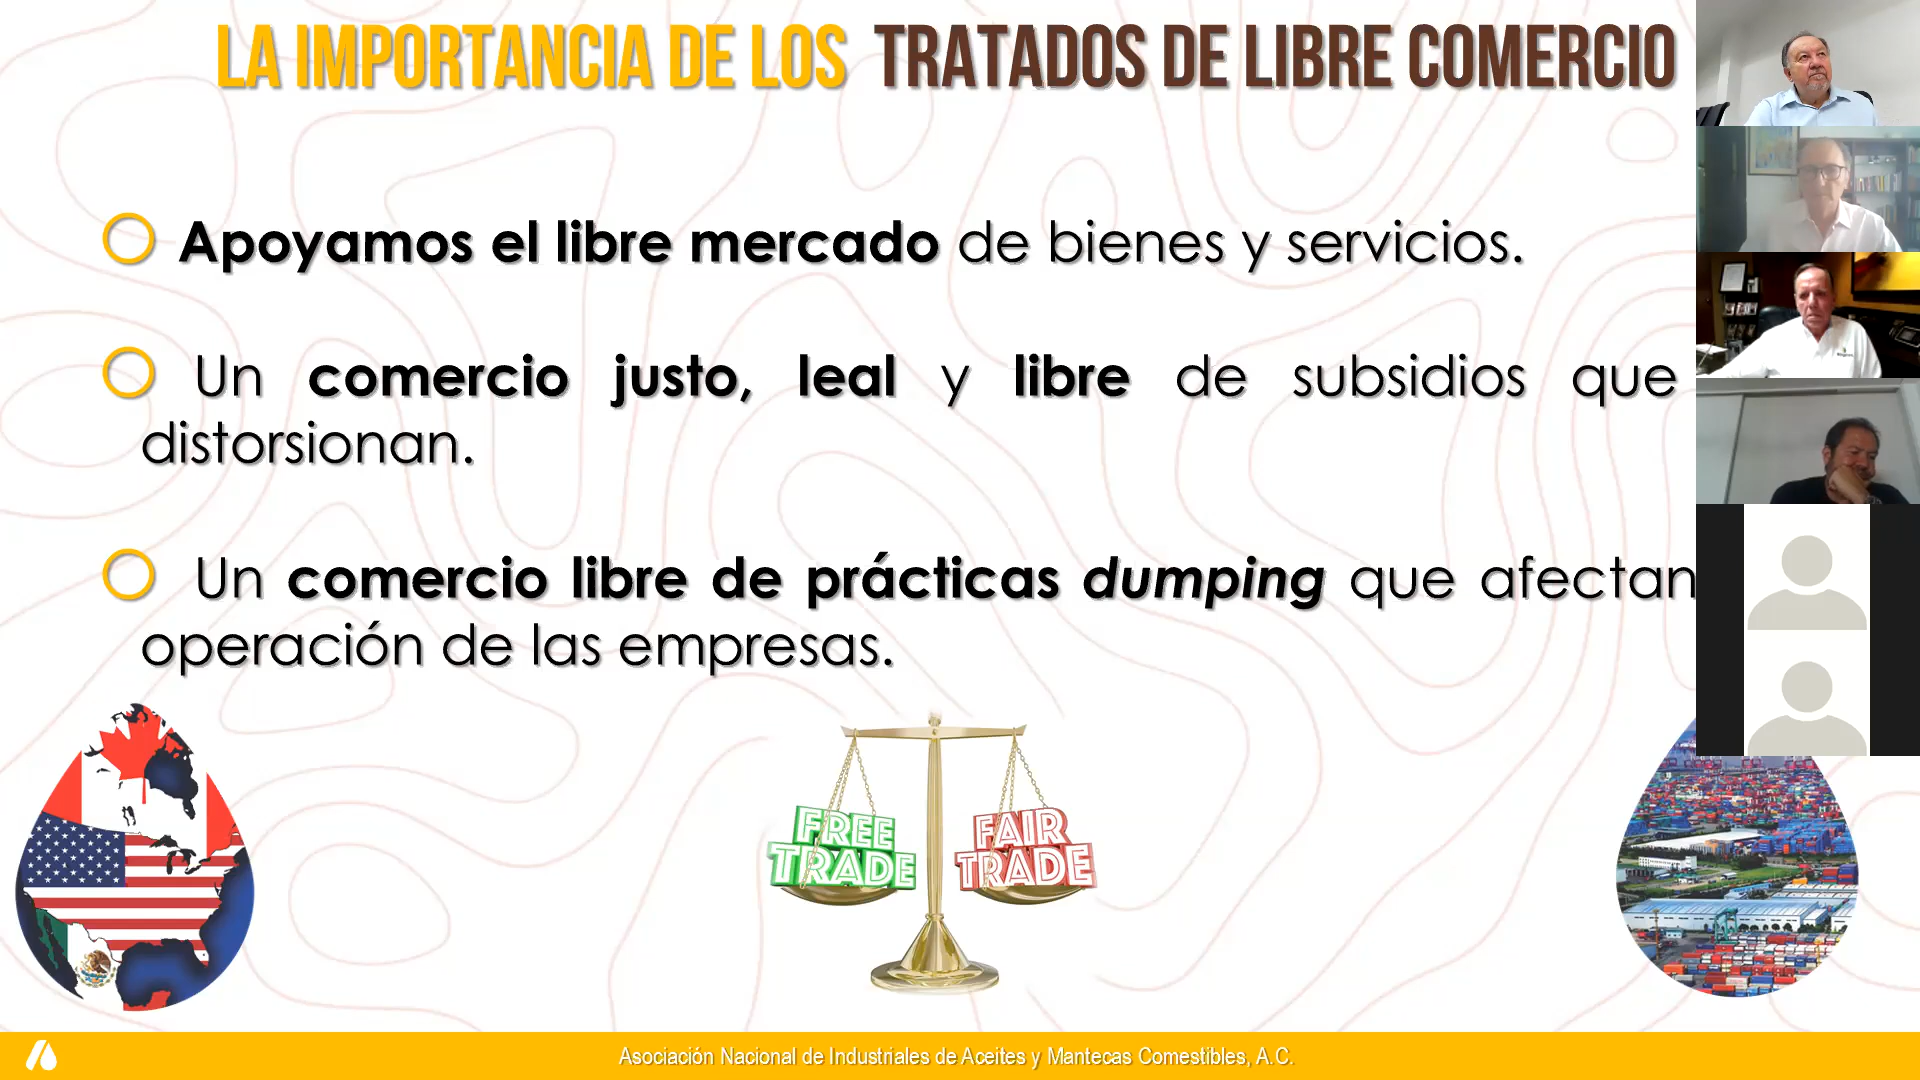 LA IMPORTANCIA DE LOS TRATADOS DE LIBRE COMERCIO
Apoyamos el libre mercado de bienes y servicios.
Un comercio justo, leal y libre de subsidios que
distorsionan.
Un comercio libre de prácticas dumping que afectan
operación de las empresas.
FREE
TRADE
FAIR
TRADE
Asociación Nacional de Industriales de Aceites y Mantecas Comestibles, A.C.